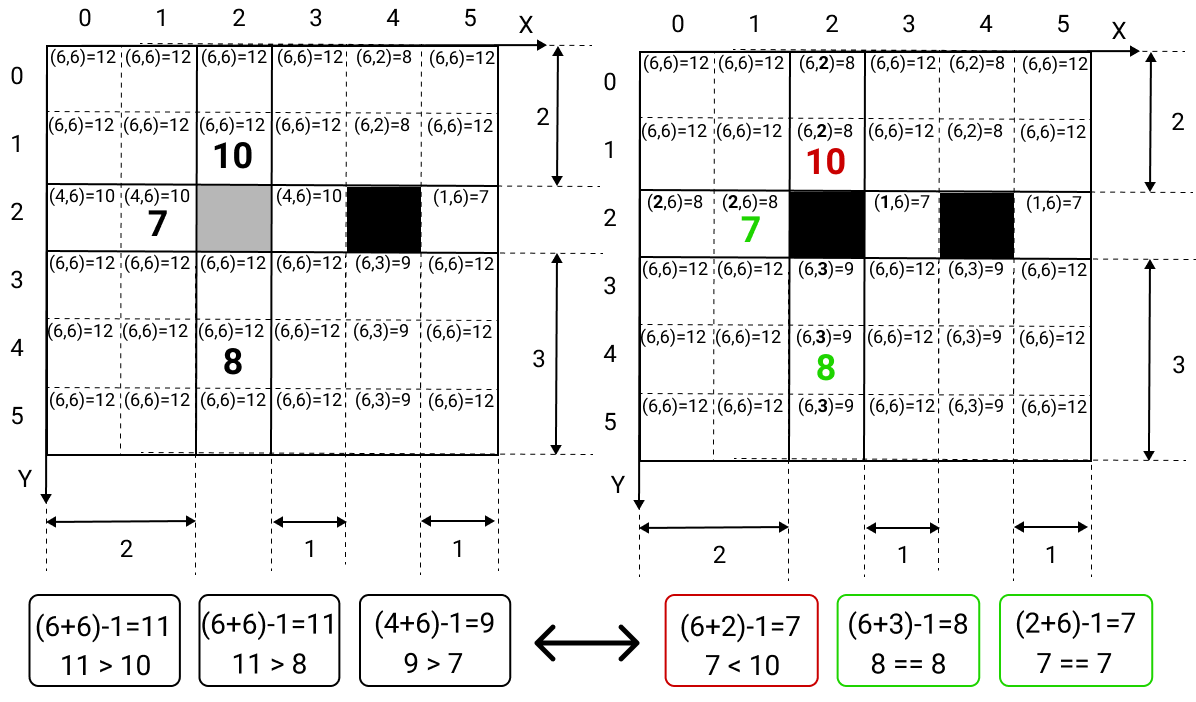 0 1 2 3 4 5 X
0 (6,6)=12 (6,6)=12 (6,6)=12 (6,6)=12 (6,2)=8 (6,6)=12
2
1 (6,6)=12 (6,6)=12 (6,6)=12 (6,6)=12 (6,2)=8 (6,6)=12
10
2 (4,6)=10 (4,6)=10 (4,6)=10 (1,6)=7
7
3 (6,6)=12 (6,6)=12 (6,6)=12 (6,6)=12 (6,3)=9 (6,6)=12
4 (6,6)=12 (6,6)=12 (6,6)=12 (6,6)=12 (6,3)=9 (6,6)=12
8 3
5 (6,6)=12 (6,6)=12 (6,6)=12 (6,6)=12 (6,3)=9 (6,6)=12
Y
2 1 1
0 1 2 3 4 5 X
0 (6,6)=12 (6,6)=12 (6,2)=8 (6,6)=12 (6,2)=8 (6,6)=12
2
1 (6,6)=12 (6,6)=12 (6,2)=8 (6,6)=12 (6,2)=8 (6,6)=12
10
2 (2,6)=8 (2,6)=8 (1,6)=7 (1,6)=7
7
3 (6,6)=12 (6,6)=12 (6,3)=9 (6,6)=12 (6,3)=9 (6,6)=12
4 (6,6)=12 (6,6)=12 (6,3)=9 (6,6)=12 (6,3)=9 (6,6)=12
8 3
5 (6,6)=12 (6,6)=12 (6,3)=9 (6,6)=12 (6,3)=9 (6,6)=12
Y
2 1 1
(6+6)-1=11
11 > 10
(6+6)-1=11
11 > 8
(4+6)-1=9
9 > 7
(6+2)-1=7
7 < 10
(6+3)-1=8
8 == 8
(2+6)-1=7
7 == 7